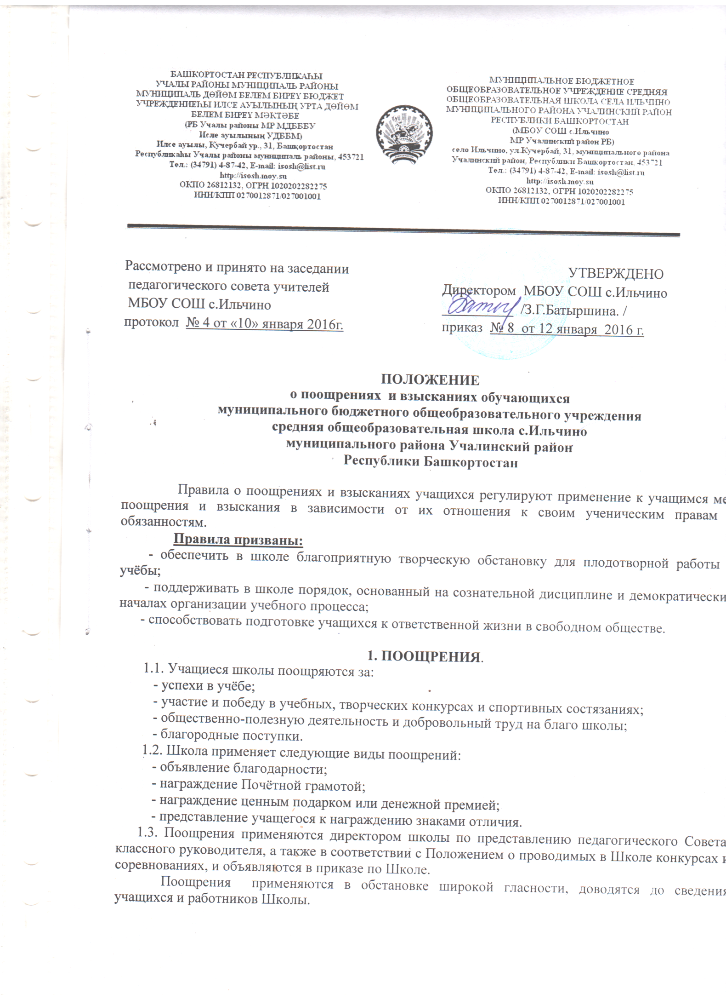 БАШКОРТОСТАН РЕСПУБЛИКАҺЫ
УЧАЛЫ РАЙОНЫ МУНИЦИПАЛЬ РАЙОНЫ
МУНИЦИПАЛЬ ДӨЙӨМ БЕЛЕМ БИРЕҮ БЮДЖЕТ
УЧРЕЖДЕНИЕҺЫ ИЛСЕ АУЫЛЫНЫҢ УРТА ДӨЙӨМ
БЕЛЕМ БИРЕҮ МӘКТӘБЕ
(РБ Учалы районы МР МДБББУ
Исле ауылының УДББМ)
Илсе ауылы, Кучербай ур., 31, Башҡортостан
Республикаһы Учалы районы муниципаль районы, 453721
Тел.: (34791) 4-87-42, E-mail: isosh@list.ru
http://isosh.moy.su
ОКПО 26812132, ОГРН 1020202282275
ИНН/КПП 0270012871/027001001
МУНИЦИПАЛЬНОЕ БЮДЖЕТНОЕ
ОБЩЕОБРАЗОВАТЕЛЬНОЕ УЧРЕЖДЕНИЕ СРЕДНЯЯ
ОБЩЕОБРАЗОВАТЕЛЬНАЯ ШКОЛА СЕЛА ИЛЬЧИНО
МУНИЦИПАЛЬНОГО РАЙОНА УЧАЛИНСКИЙ РАЙОН
РЕСПУБЛИКИ БАШКОРТОСТАН
(МБОУ СОШ с.Ильчино
МР Учалинский район РБ)
село Ильчино, ул.Кучербай, 31, муниципального района
Учалинский район, Республики Башкортостан, 453721
Тел.: (34791) 4-87-42, E-mail: isosh@list.ru
http://isosh.moy.su
ОКПО 26812132, ОГРН 1020202282275
ИНН/КПП 0270012871/027001001
Рассмотрено и принято на заседании
педагогического совета учителей
МБОУ СОШ с.Ильчино
протокол № 4 от «10» января 2016г.
УТВЕРЖДЕНО
Директором МБОУ СОШ с.Ильчино
/З.Г.Батыршина. /
приказ № 8 от 12 января 2016 г.
ПОЛОЖЕНИЕ
о поощрениях и взысканиях обучающихся
муниципального бюджетного общеобразовательного учреждения
средняя общеобразовательная школа с.Ильчино
муниципального района Учалинский район
Республики Башкортостан
Правила о поощрениях и взысканиях учащихся регулируют применение к учащимся ме
поощрения и взыскания в зависимости от их отношения к своим ученическим правам
обязанностям.
Правила призваны:
- обеспечить в школе благоприятную творческую обстановку для плодотворной работы
учёбы;
- поддерживать в школе порядок, основанный на сознательной дисциплине и демократически
началах организации учебного процесса;
- способствовать подготовке учащихся к ответственной жизни в свободном обществе.
1. ПООЩРЕНИЯ.
1.1. Учащиеся школы поощряются за:
- успехи в учёбе;
- участие и победу в учебных, творческих конкурсах и спортивных состязаниях;
- общественно-полезную деятельность и добровольный труд на благо школы;
- благородные поступки.
1.2. Школа применяет следующие виды поощрений:
- объявление благодарности;
- награждение Почётной грамотой;
- награждение ценным подарком или денежной премией;
- представление учащегося к награждению знаками отличия.
1.3. Поощрения применяются директором школы по представлению педагогического Совета
классного руководителя, а также в соответствии с Положением о проводимых в Школе конкурсах и
соревнованиях, и объявляются в приказе по Школе.
Поощрения применяются в обстановке широкой гласности, доводятся до сведения
учащихся и работников Школы.